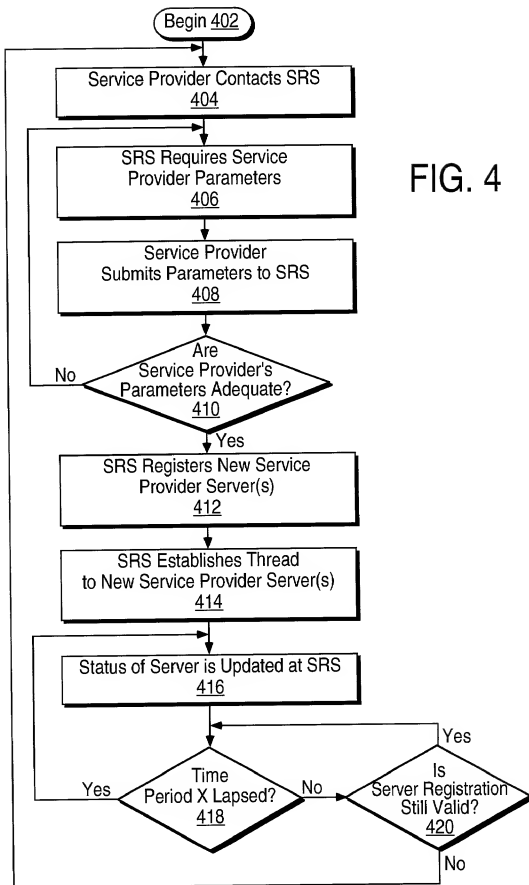 Begin 402
Service Provider Contacts SRS
404
SRS Requires Service
Provider Parameters
406
FIG. 4
Service Provider
Submits Parameters to SRS
408
Are
Service Provider's
Parameters Adequate?
410
No
Yes
SRS Registers New Service
Provider Server(s)
412
SRS Establishes Thread
to New Service Provider Server(s)
414
Status of Server is Updated at SRS
416
Time
Period X Lapsed?
418
Yes
No
Is
Server Registration
Still Valid?
420
Yes
No